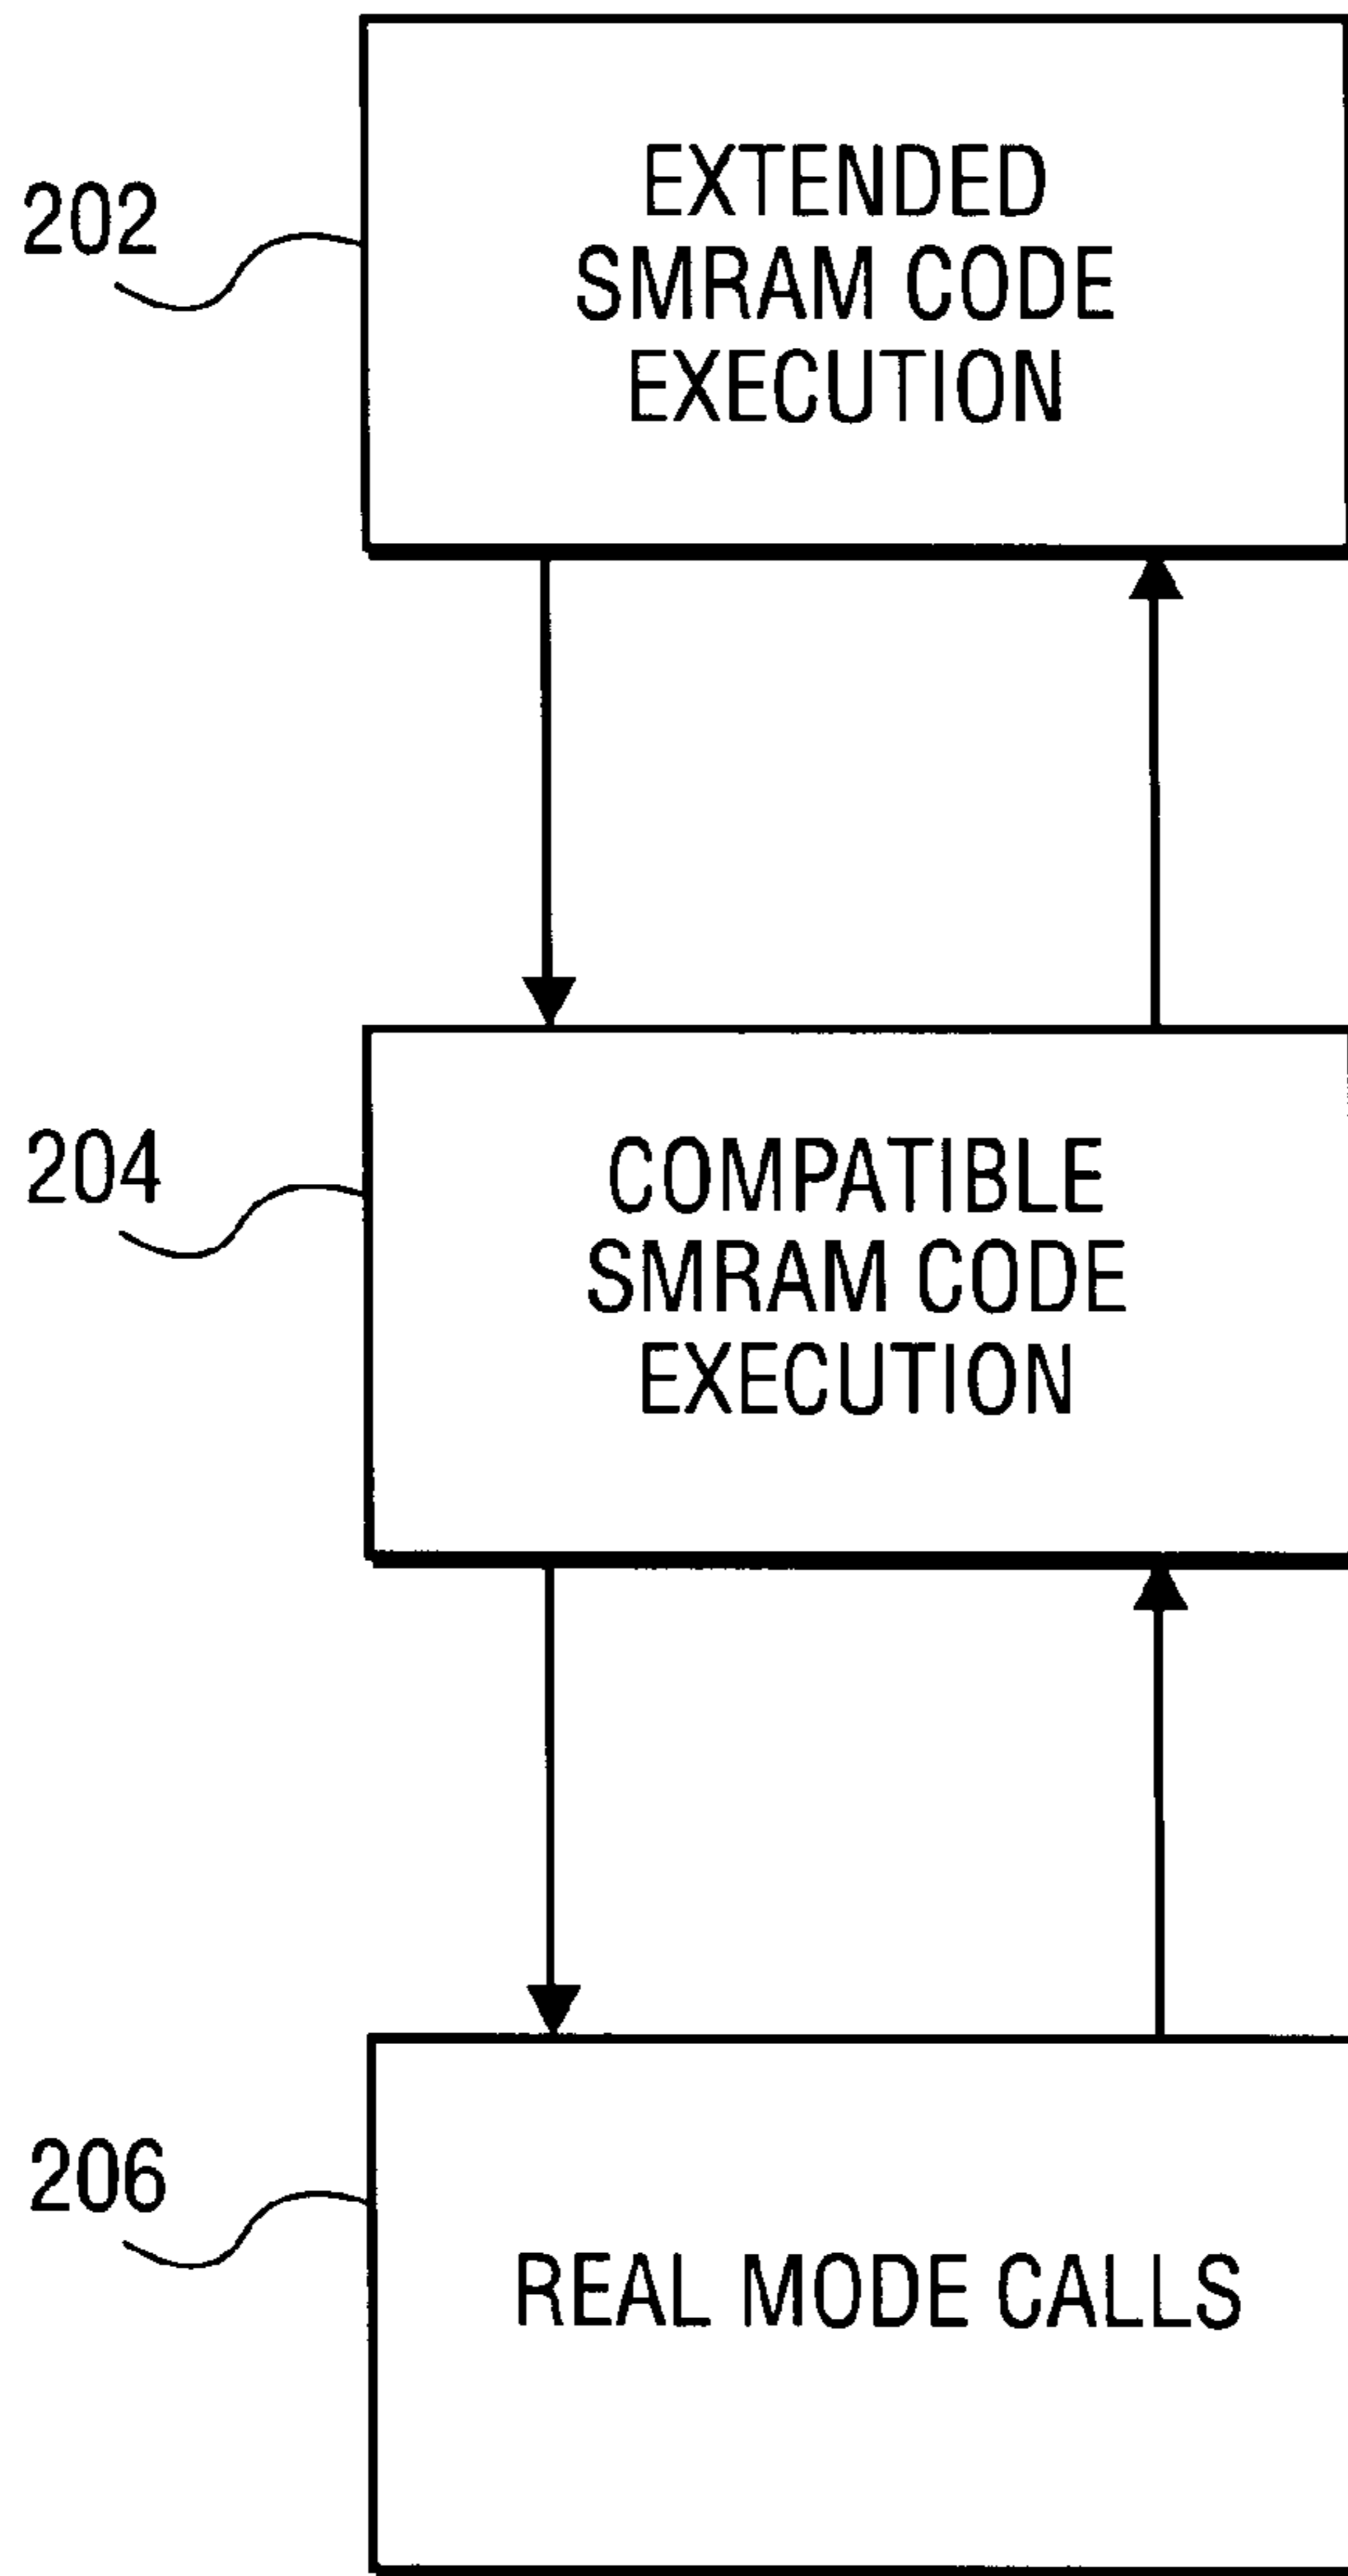 202
EXTENDED
SMRAM CODE
EXECUTION
204
COMPATIBLE
SMRAM CODE
EXECUTION
206
REAL MODE CALLS